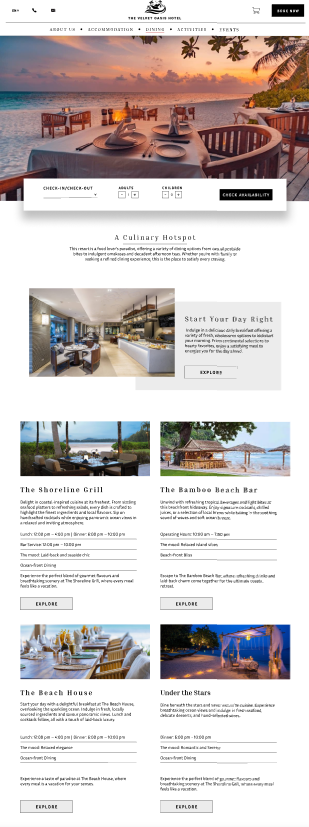 EN
BOOK NOW
THE VELVET OASIS HOTEL
ABOUT US • ACCOMMODATION • DINING • ACTIVITIES • EVENTS
CHECK-IN/CHECK-OUT
ADULTS
CHILDREN
CHECK AVAILABILITY
A Culinary Hotspot
This resort is a food lover's paradise, offering a variety of dining options from casual poolside
bites to indulgent omakases and decadent afternoon teas. Whether you're with family or
seeking a refined dining experience, this is the place to satisfy every craving.
Start Your Day Right
Indulge in a delicious daily breakfast offering a
variety of fresh, wholesome options to kickstart
your morning. From continental selections to
hearty favorites, enjoy a satisfying meal to
energise you for the day ahead
EXPLORE
The Shoreline Grill
Delight in coastal-inspired cuisine at its freshest. From sizzling
seafood platters to refreshing salads, every dish is crafted to
highlight the finest ingredients and local flavours. Sip on
handcrafted cocktails while enjoying panoramic ocean views in
a relaxed and inviting atmosphere.
Lunch: 12:00 pm – 4:00 pm | Dinner: 6:00 pm – 10:00 pm
Bar Service: 11:00 pm – 10:00 pm
The mood: Laid-back and seaside chic
Ocean-front Dining
Experience the perfect blend of gourmet flavours and
breathtaking scenery at The Shoreline Grill, where every meal
feels like a vacation.
EXPLORE
The Bamboo Beach Bar
Unwind with refreshing tropical beverages and light bites at
this beachfront hideaway. Enjoy signature cocktails, chilled
juices, or a selection of local brews while taking in the soothing
sound of waves and soft ocean breeze.
Operating Hours: 10:00 am – 7:00 pm
The mood: Relaxed island vibes
Beach-front Bliss
Escape to The Bamboo Beach Bar, where refreshing drinks and
laid-back charm come together for the ultimate seaside
retreat.
EXPLORE
The Beach House
Start your day with a delightful breakfast at The Beach House,
overlooking the sparkling ocean. Indulge in fresh, locally
sourced ingredients and savour panoramic views. Lunch and
cocktails follow, all with a touch of laid-back luxury.
Lunch: 12:00 pm – 4:00 pm | Dinner: 6:00 pm – 10:00 pm
The mood: Relaxed elegance
Ocean-front Dining
Experience a taste of paradise at The Beach House, where
every meal is a vacation for your senses.
EXPLORE
Under the Stars
Dine beneath the stars and savour exquisite cuisine. Experience
breathtaking ocean views and indulge in fresh seafood,
delicate desserts, and hand-crafted wines.
Dinner: 6:00 pm – 10:00 pm
The mood: Romantic and Starry
Ocean-front Dining
Experience the perfect blend of gourmet flavours and
breathtaking scenery at The Shoreline Grill, where every meal
feels like a vacation.
EXPLORE